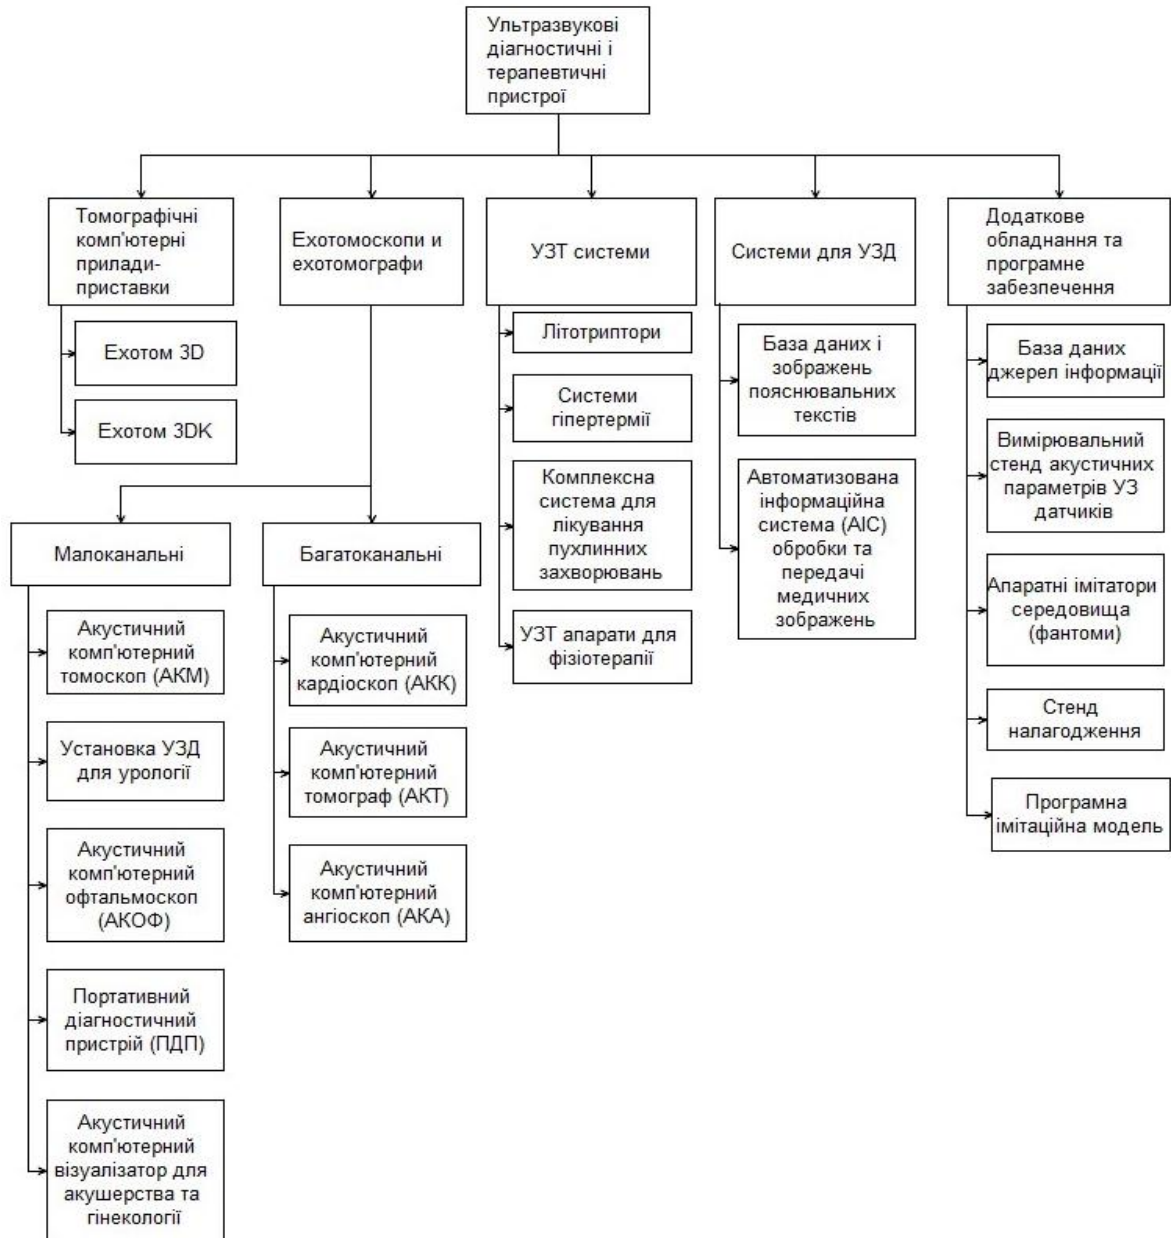 Ультразвукові
діагностичні і
терапевтичні
пристрої
Томографічні
комп'ютерні
прилади-
приставки
Ехотомоскопи и
ехотомографи
УЗТ системи
Системи для УЗД
Додаткове
обладнання та
програмне
забезпечення
Ехотом 3D
Ехотом 3DK
Малоканальні
Багатоканальні
Акустичний
комп'ютерний
томоскоп (АКМ)
Установка УЗД
для урології
Акустичний
комп'ютерний
офтальмоскоп
(АКОФ)
Портативний
діагностичний
пристрій (ПДП)
Акустичний
комп'ютерний
візуалізатор для
акушерства та
гінекології
Акустичний
комп'ютерний
кардіоскоп (АКК)
Акустичний
комп'ютерний
томограф (АКТ)
Акустичний
комп'ютерний
ангіоскоп (АКА)
Літотриптори
Системи
гіпертермії
Комплексна
система для
лікування
пухлинних
захворювань
УЗТ апарати для
фізіотерапії
База даних і
зображень
пояснювальних
текстів
Автоматизована
інформаційна
система (АІС)
обробки та
передачі
медичних
зображень
База даних
джерел інформації
Вимірювальний
стенд акустичних
параметрів УЗ
датчиків
Апаратні імітатори
середовища
(фантоми)
Стенд
налагодження
Програмна
імітаційна модель